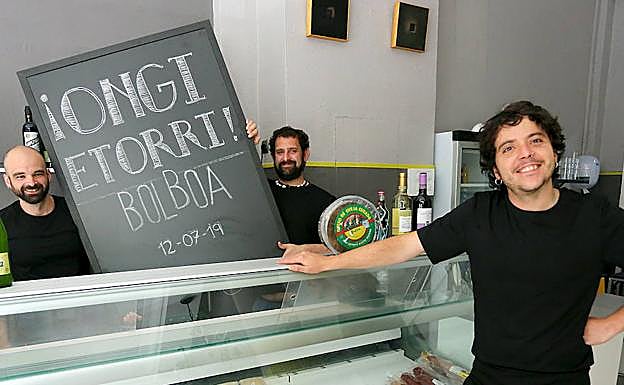 ¡ONGI
ETORRI!
BOLBOA
12-07-19